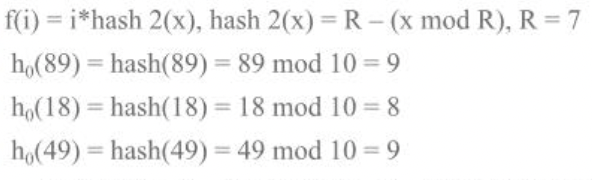 f(i) = i*hash 2(x), hash 2(x) = R – (x mod R), R = 7
h₀(89) = hash(89) = 89 mod 10 = 9
h₀(18) = hash(18) = 18 mod 10 = 8
h₀(49) = hash(49) = 49 mod 10 = 9